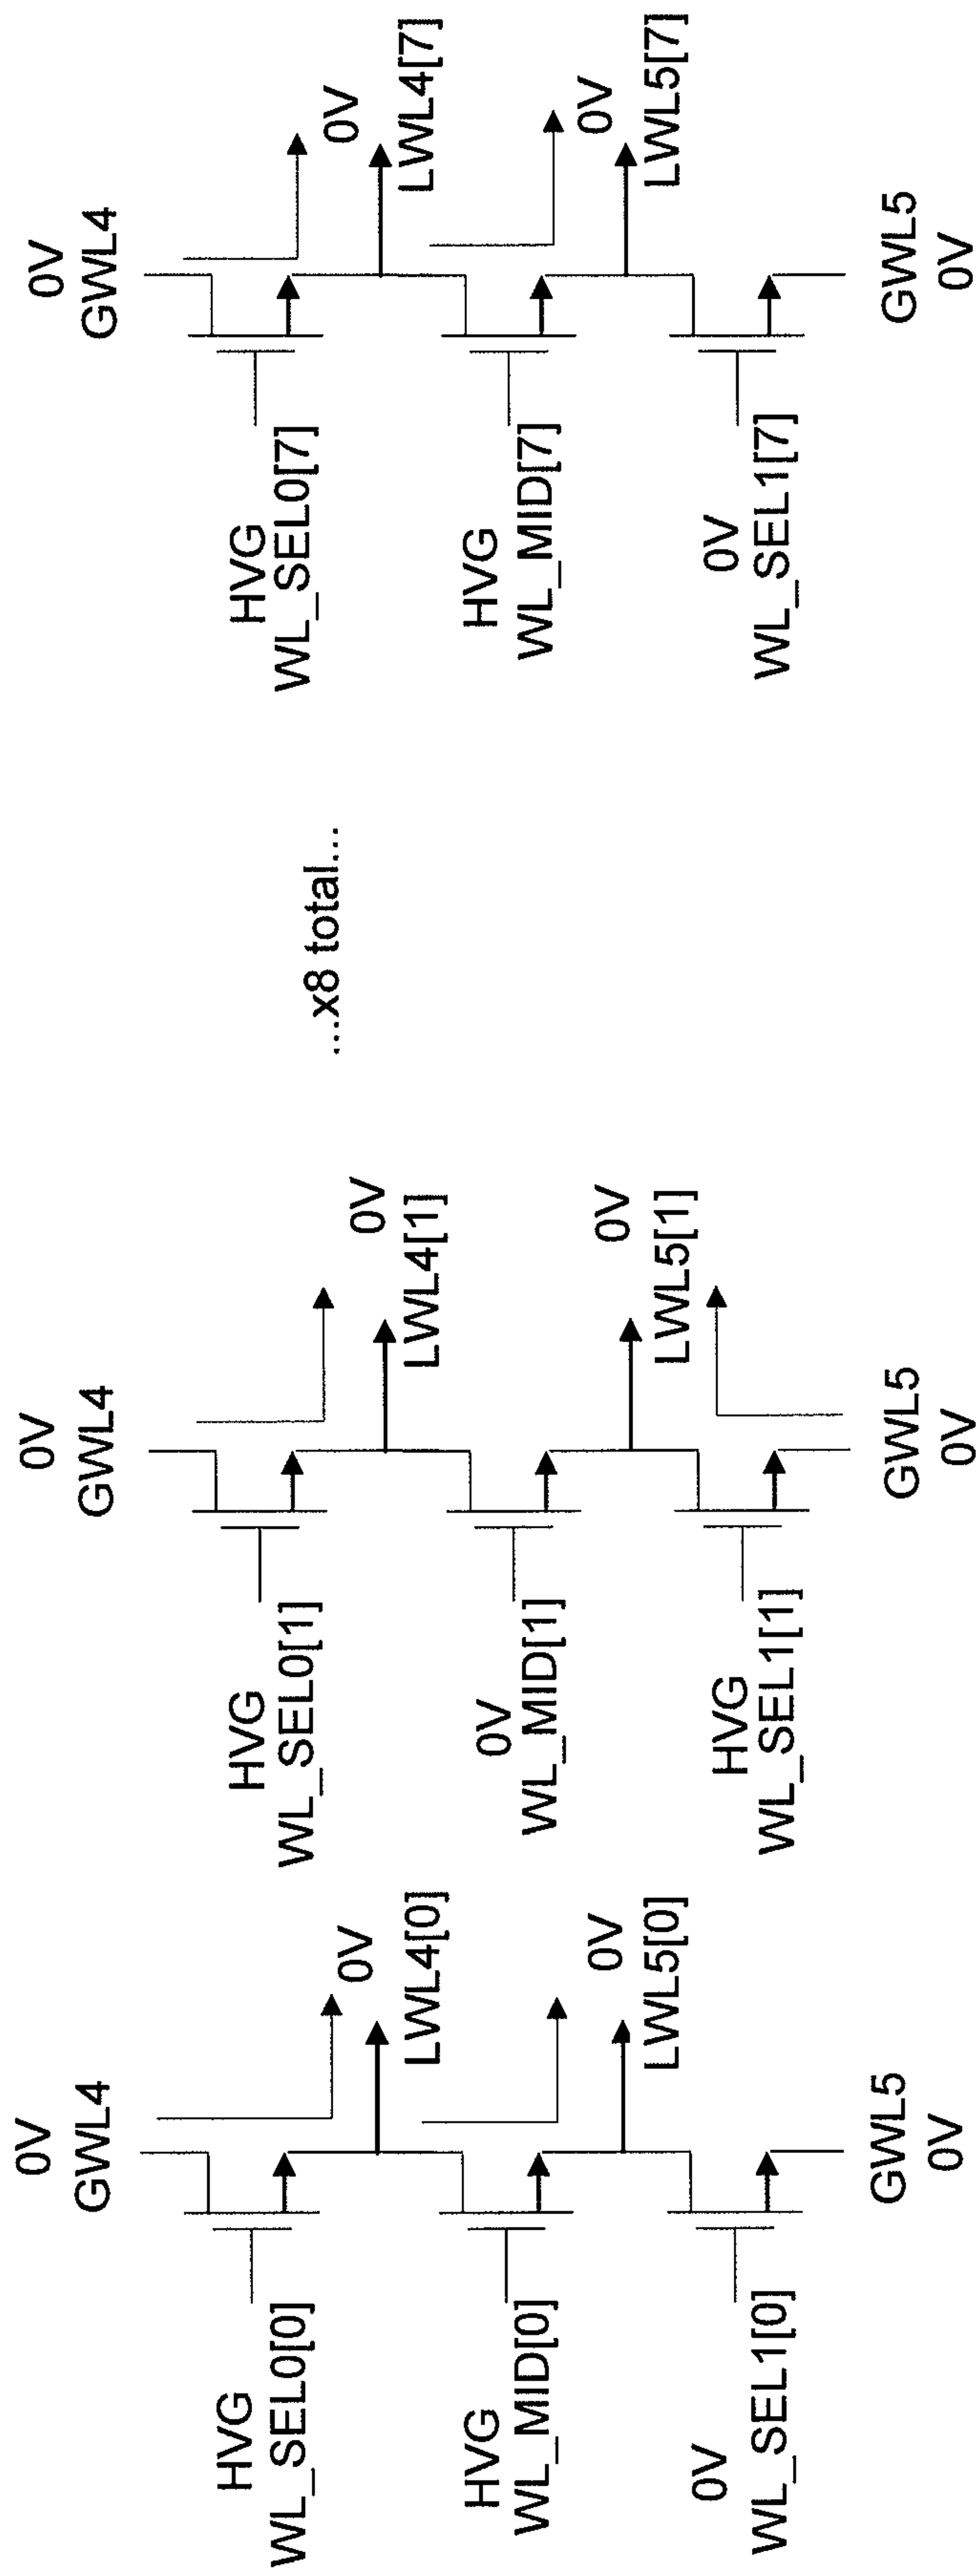 0V
GWL4
HVG
WL_SEL0[0]
0V
LWL4[0]
HVG
WL_MID[0]
0V
LWL5[0]
0V
WL_SEL1[0]
GWL5
0V
0V
GWL4
HVG
WL_SEL0[1]
0V
LWL4[1]
0V
WL_MID[1]
0V
LWL5[1]
HVG
WL_SEL1[1]
GWL5
0V
...x8 total...
0V
GWL4
HVG
WL_SEL0[7]
0V
LWL4[7]
HVG
WL_MID[7]
0V
LWL5[7]
0V
WL_SEL1[7]
GWL5
0V